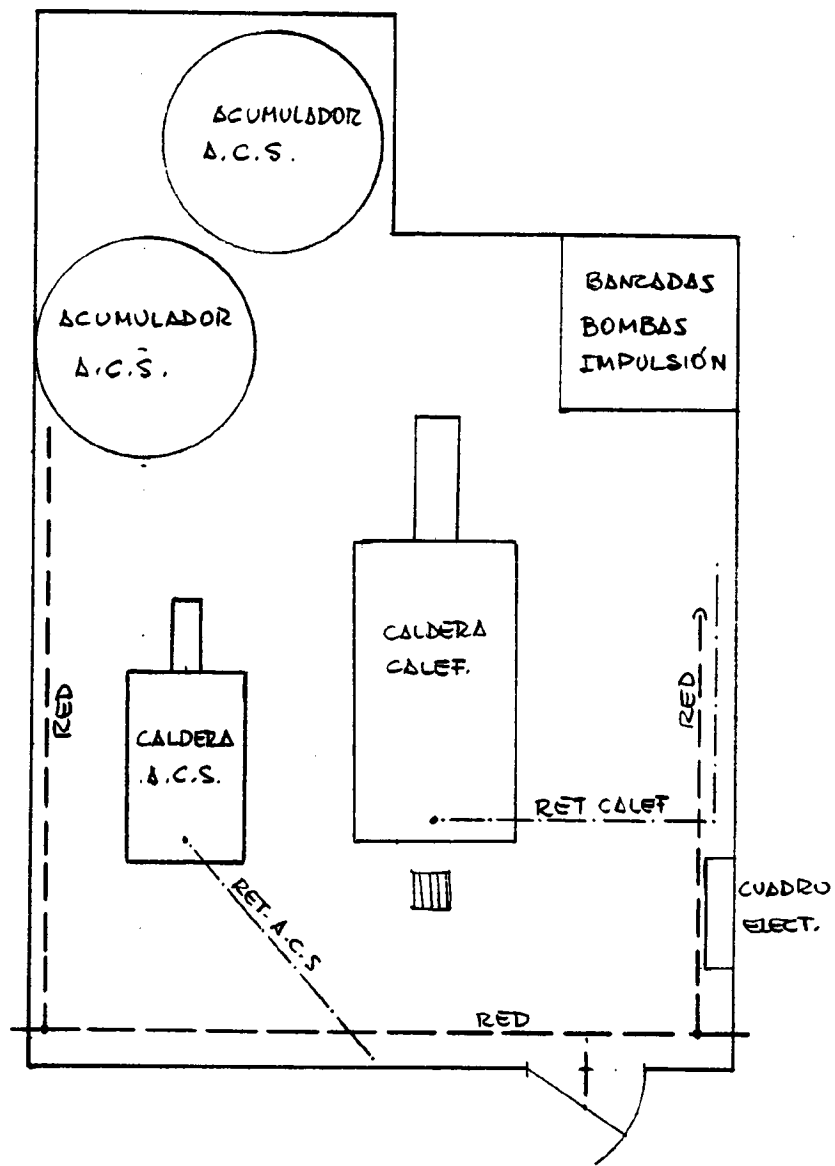 ACUMULADOR
A.C.S.
BANCADAS
BOMBAS
IMPULSIÓN
ACUMULADOR
A.C.S.
CALDERA
CALEF.
RED
RED
CALDERA
A.C.S.
RET CALEF
RET. A.C.S
CUADRO
ELECT.
RED